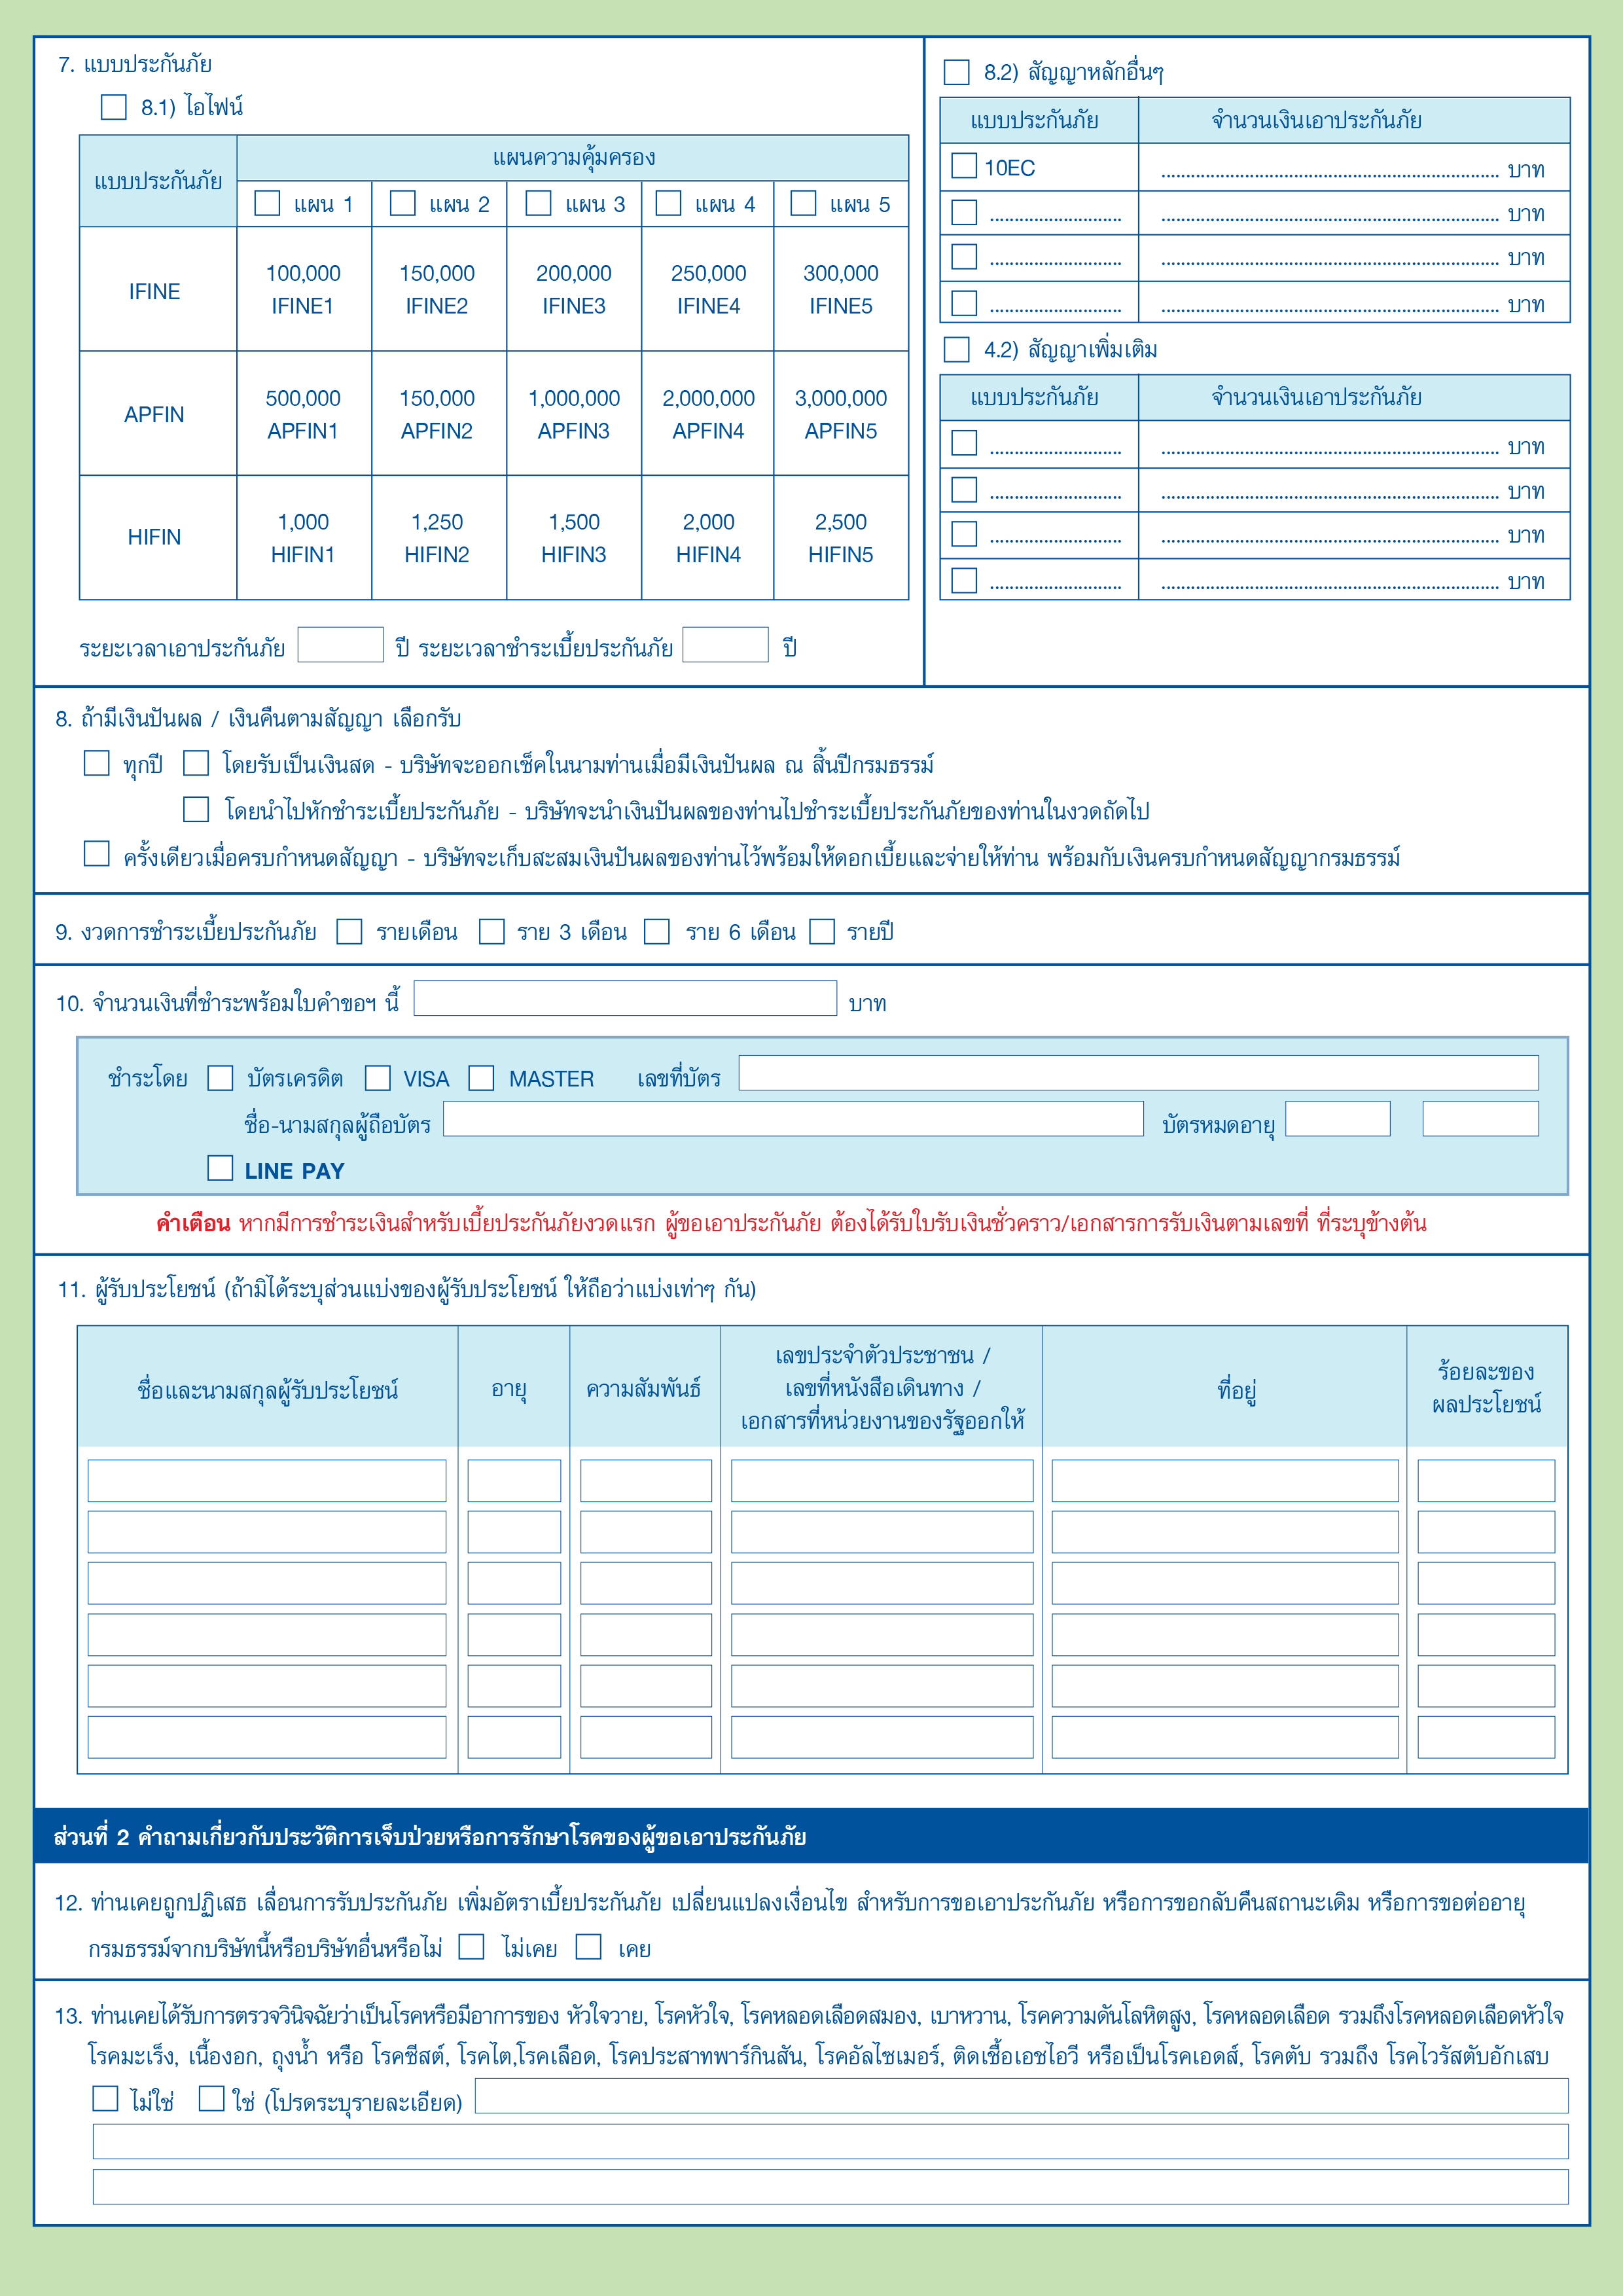 7. แบบประกันภัย
8.1) ไอไฟน์
แบบประกันภัย
แผนความคุ้มครอง
แผน 1 แผน 2 แผน 3 แผน 4 แผน 5
IFINE
100,000 150,000 200,000 250,000 300,000
IFINE1 IFINE2 IFINE3 IFINE4 IFINE5
APFIN
500,000 150,000 1,000,000 2,000,000 3,000,000
APFIN1 APFIN2 APFIN3 APFIN4 APFIN5
HIFIN
1,000 1,250 1,500 2,000 2,500
HIFIN1 HIFIN2 HIFIN3 HIFIN4 HIFIN5
ระยะเวลาเอาประกันภัย ปี ระยะเวลาชำระเบี้ยประกันภัย ปี
8.2) สัญญาหลักอื่นๆ
แบบประกันภัย จำนวนเงินเอาประกันภัย
10EC ........................................ บาท
.................... ........................................ บาท
.................... ........................................ บาท
.................... ........................................ บาท
4.2) สัญญาเพิ่มเติม
แบบประกันภัย จำนวนเงินเอาประกันภัย
.................... ........................................ บาท
.................... ........................................ บาท
.................... ........................................ บาท
.................... ........................................ บาท
8. ถ้ามีเงินปันผล / เงินคืนตามสัญญา เลือกรับ
ทุกปี โดยรับเป็นเงินสด - บริษัทจะออกเช็คในนามท่านเมื่อมีเงินปันผล ณ สิ้นปีกรมธรรม์
โดยนำไปหักชำระเบี้ยประกันภัย - บริษัทจะนำเงินปันผลของท่านไปชำระเบี้ยประกันภัยของท่านในงวดถัดไป
ครั้งเดียวเมื่อครบกำหนดสัญญา - บริษัทจะเก็บสะสมเงินปันผลของท่านไว้พร้อมให้ดอกเบี้ยและจ่ายให้ท่าน พร้อมกับเงินครบกำหนดสัญญากรมธรรม์
9. งวดการชำระเบี้ยประกันภัย รายเดือน ราย 3 เดือน ราย 6 เดือน รายปี
10. จำนวนเงินที่ชำระพร้อมใบคำขอฯ นี้ บาท
ชำระโดย บัตรเครดิต VISA MASTER เลขที่บัตร
ชื่อ-นามสกุลผู้ถือบัตร บัตรหมดอายุ
LINE PAY
คำเตือน หากมีการชำระเงินสำหรับเบี้ยประกันภัยงวดแรก ผู้ขอเอาประกันภัย ต้องได้รับใบรับเงินชั่วคราว/เอกสารการรับเงินตามเลขที่ ที่ระบุข้างต้น
11. ผู้รับประโยชน์ (ถ้ามิได้ระบุส่วนแบ่งของผู้รับประโยชน์ ให้ถือว่าแบ่งเท่าๆ กัน)
ชื่อและนามสกุลผู้รับประโยชน์
อายุ
ความสัมพันธ์
เลขประจำตัวประชาชน /
เลขที่หนังสือเดินทาง /
เอกสารที่หน่วยงานของรัฐออกให้
ที่อยู่
ร้อยละของ
ผลประโยชน์
ส่วนที่ 2 คำถามเกี่ยวกับประวัติการเจ็บป่วยหรือการรักษาโรคของผู้ขอเอาประกันภัย
12. ท่านเคยถูกปฏิเสธ เลื่อนการรับประกันภัย เพิ่มอัตราเบี้ยประกันภัย เปลี่ยนแปลงเงื่อนไข สำหรับการขอเอาประกันภัย หรือการขอกลับคืนสถานะเดิม หรือการขอต่ออายุ
กรมธรรม์จากบริษัทนี้หรือบริษัทอื่นหรือไม่ ไม่เคย เคย
13. ท่านเคยได้รับการตรวจวินิจฉัยว่าเป็นโรคหรือมีอาการของ หัวใจวาย, โรคหัวใจ, โรคหลอดเลือดสมอง, เบาหวาน, โรคความดันโลหิตสูง, โรคหลอดเลือด รวมถึงโรคหลอดเลือดหัวใจ
โรคมะเร็ง, เนื้องอก, ถุงน้ำ หรือ โรคซีสต์, โรคไต,โรคเลือด, โรคประสาทพาร์กินสัน, โรคอัลไซเมอร์, ติดเชื้อเอชไอวี หรือเป็นโรคเอดส์, โรคตับ รวมถึง โรคไวรัสตับอักเสบ
ไม่ใช่ ใช่ (โปรดระบุรายละเอียด)